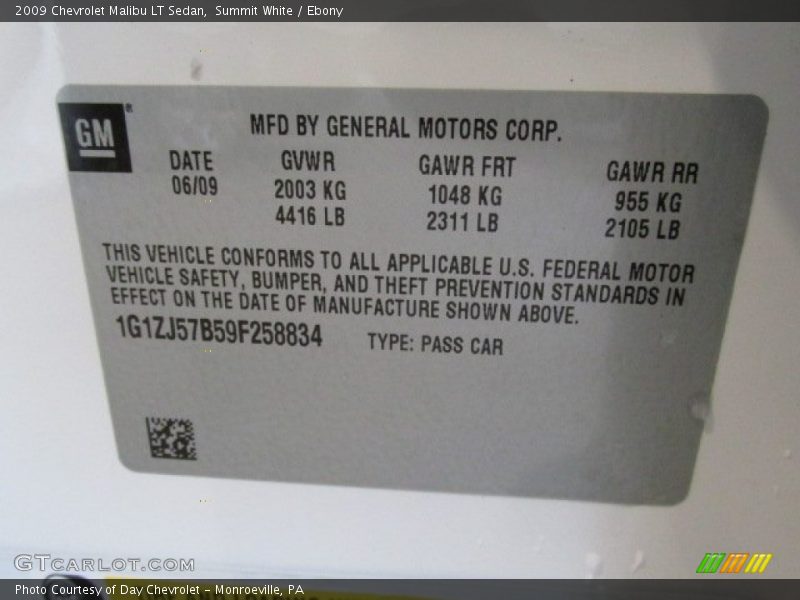 2009 Chevrolet Malibu LT Sedan, Summit White / Ebony
GM®
MFD BY GENERAL MOTORS CORP.
DATE GVWR GAWR FRT GAWR RR
06/09 2003 KG 1048 KG 955 KG
4416 LB 2311 LB 2105 LB
THIS VEHICLE CONFORMS TO ALL APPLICABLE U.S. FEDERAL MOTOR
VEHICLE SAFETY, BUMPER, AND THEFT PREVENTION STANDARDS IN
EFFECT ON THE DATE OF MANUFACTURE SHOWN ABOVE.
1G1ZJ57B59F258834 TYPE: PASS CAR
GTCARLOT.COM
Photo Courtesy of Day Chevrolet - Monroeville, PA